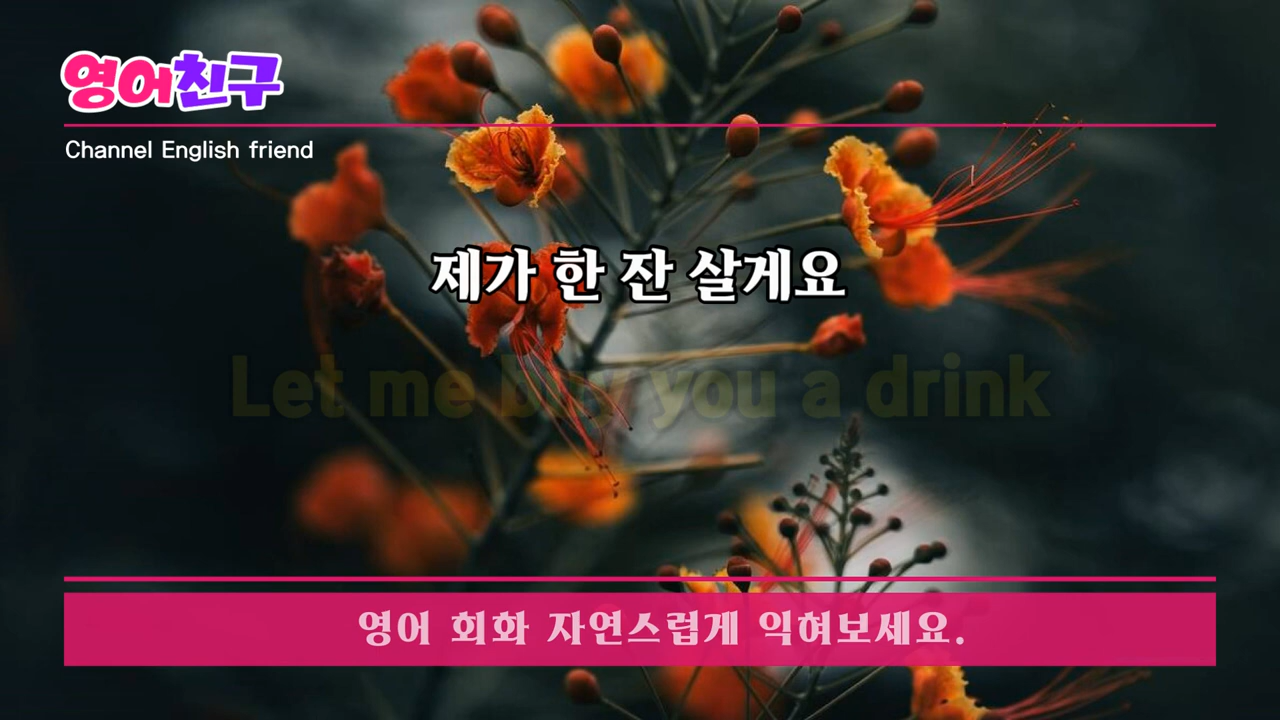 영어친구
Channel English friend
제가 한 잔 살게요
Let me buy you a drink
영어 회화 자연스럽게 익혀보세요.